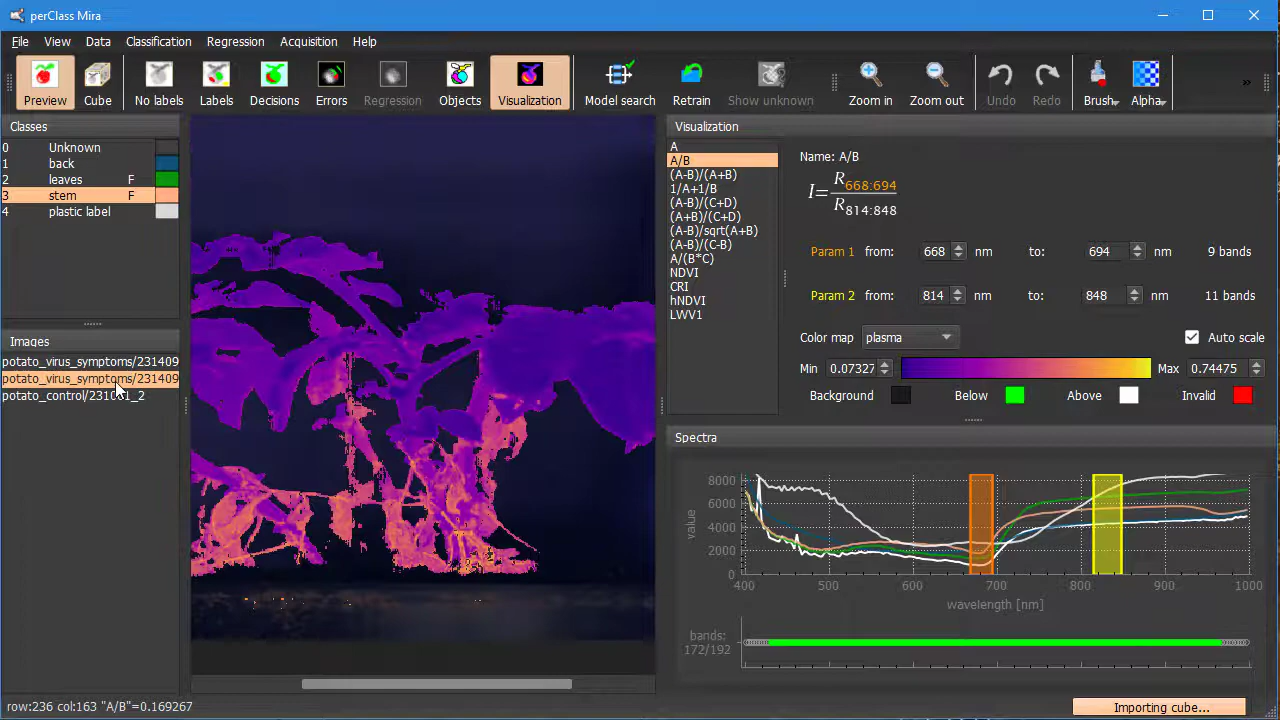 perClass Mira
File View Data Classification Regression Acquisition Help
Preview Cube No labels Labels Decisions Errors Regression Objects Visualization Model search Retrain Show unknown Zoom in Zoom out Undo Redo Brush Alpha »
Classes
0 Unknown
1 back
2 leaves F
3 stem F
4 plastic label
Images
potato_virus_symptoms/231409
potato_virus_symptoms/231409
potato_control/2310 1_2
Visualization
A
A/B
(A-B)/(A+B)
1/A+1/B
(A-B)/(C+D)
(A+B)/(C+D)
(A-B)/sqrt(A+B)
(A-B)/(C-B)
A/(B*C)
NDVI
CRI
hNDVI
LWV1
Name: A/B
I= R668:694
R814:848
Param 1 from: 668 nm to: 694 nm 9 bands
Param 2 from: 814 nm to: 848 nm 11 bands
Color map plasma Auto scale
Min 0.07327 Max 0.74475
Background Below Above Invalid
Spectra
value
8000
6000
4000
2000
0
400 500 600 700 800 900 1000
wavelength [nm]
bands:
172/192
row:236 col:163 "A/B"=0.169267
Importing cube...